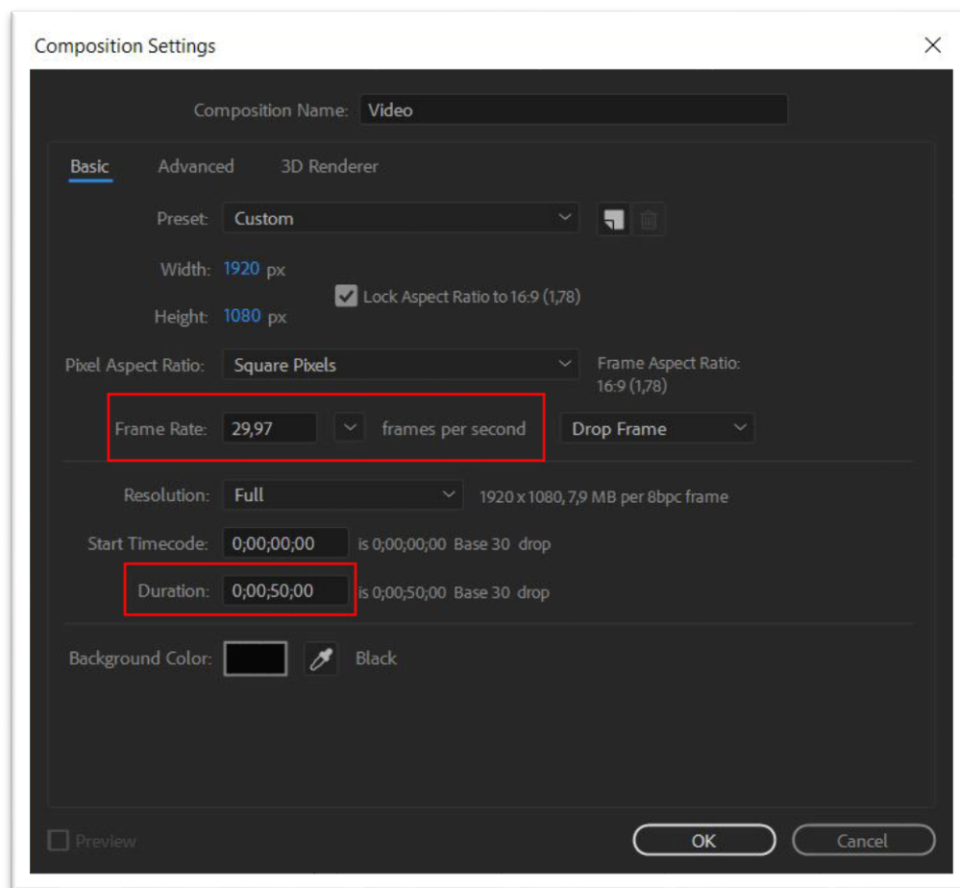 Composition Settings
Composition Name: Video
Basic Advanced 3D Renderer
Preset: Custom
Width: 1920 px
Lock Aspect Ratio to 16:9 (1,78)
Height: 1080 px
Pixel Aspect Ratio: Square Pixels
Frame Aspect Ratio:
16:9 (1,78)
Frame Rate: 29,97 frames per second Drop Frame
Resolution: Full 1920 x 1080, 7,9 MB per 8bpc frame
Start Timecode: 0;00;00;00 is 0;00;00;00 Base 30 drop
Duration: 0;00;50;00 is 0;00;50;00 Base 30 drop
Background Color: Black
Preview OK Cancel